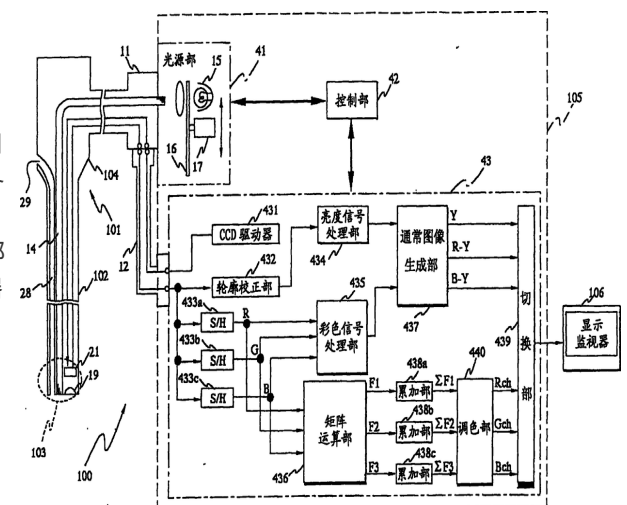 11
光源部
15
41
42
控制部
105
16
17
29
104
101
14
12
102
28
21
19
103
100
43
431
CCD 驱动器
432
轮廓校正部
亮度信号
处理部
434
通常图像
生成部
437
Y
R-Y
B-Y
433a
S/H
R
433b
S/H
G
433c
S/H
B
435
彩色信号
处理部
矩阵
运算部
436
F1
F2
F3
438a
累加部
ΣF1
438b
累加部
ΣF2
438c
累加部
ΣF3
440
调色部
Rch
Gch
Bch
切
换
部
439
106
显示
监视器